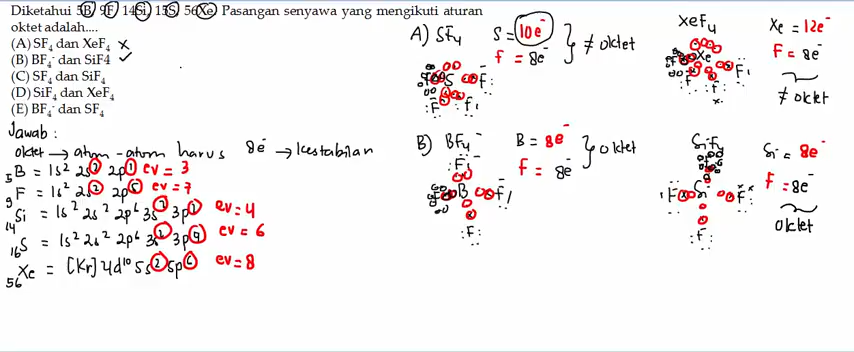 Diketahui 5B, 9F, 14Si, 15S, 56Xe. Pasangan senyawa yang mengikuti aturan
oktet adalah....
(A) SF4 dan XeF4 ×
(B) BF4- dan SiF4 ✓
(C) SF4 dan SiF4
(D) SiF4 dan XeF4
(E) BF4- dan SF4
Jawab :
oktet → atom - atom harus 8e- → kestabilan
5B = 1s2 2s2 2p1 ev = 3
9F = 1s2 2s2 2p5 ev = 7
14Si = 1s2 2s2 2p6 3s2 3p2 ev = 4
16S = 1s2 2s2 2p6 3s2 3p4 ev = 6
56Xe = [Kr] 4d10 5s2 5p6 ev = 8
A) SF4
S = 10e-
F = 8e-
≠ oktet
F S F
F F
XeF4
Xe = 12e-
F = 8e-
≠ oktet
F Xe F
F F
B) BF4-
B = 8e-
F = 8e-
oktet
F
F B F
F
SiF4
Si = 8e-
F = 8e-
oktet
F
F Si F
F